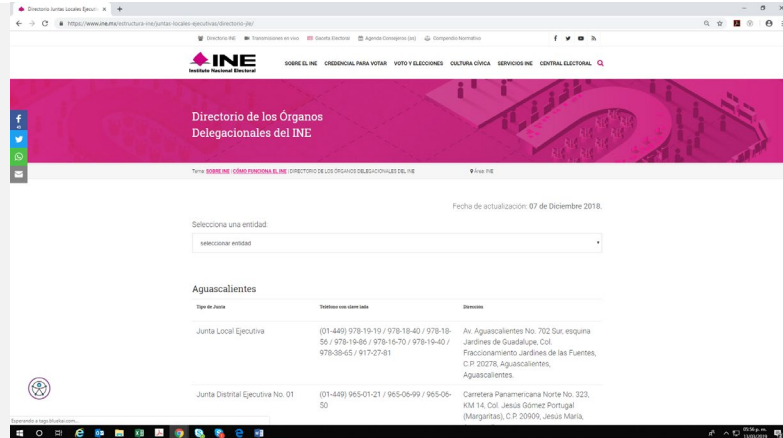 Directorio Juntas Locales Ejecuti
https://www.ine.mx/estructura-ine/juntas-locales-ejecutivas/directorio-jle/
Directorio INE Transmisiones en vivo Gaceta Electoral Agenda Consejeros (as) Compendio Normativo
INE
Instituto Nacional Electoral
SOBRE EL INE CREDENCIAL PARA VOTAR VOTO Y ELECCIONES CULTURA CÍVICA SERVICIOS INE CENTRAL ELECTORAL
Directorio de los Órganos
Delegacionales del INE
Tema: SOBRE INE | CÓMO FUNCIONA EL INE | DIRECTORIO DE LOS ÓRGANOS DELEGACIONALES DEL INE Área: INE
Fecha de actualización: 07 de Diciembre 2018.
Selecciona una entidad:
seleccionar entidad
Aguascalientes
Tipo de Junta Teléfono con clave lada Dirección
Junta Local Ejecutiva (01-449) 978-19-19 / 978-18-40 / 978-18- Av. Aguascalientes No. 702 Sur, esquina
56 / 978-19-86 / 978-16-70 / 978-19-40 / Jardines de Guadalupe, Col.
978-38-65 / 917-27-81 Fraccionamiento Jardines de las Fuentes,
C.P. 20278, Aguascalientes,
Aguascalientes.
Junta Distrital Ejecutiva No. 01 (01-449) 965-01-21 / 965-06-99 / 965-06- Carretera Panamericana Norte No. 323,
50 KM 14, Col. Jesús Gómez Portugal
(Margaritas), C.P. 20909, Jesús María,
Esperando a tags.bluekai.com...
05:56 p. m.
13/03/2019